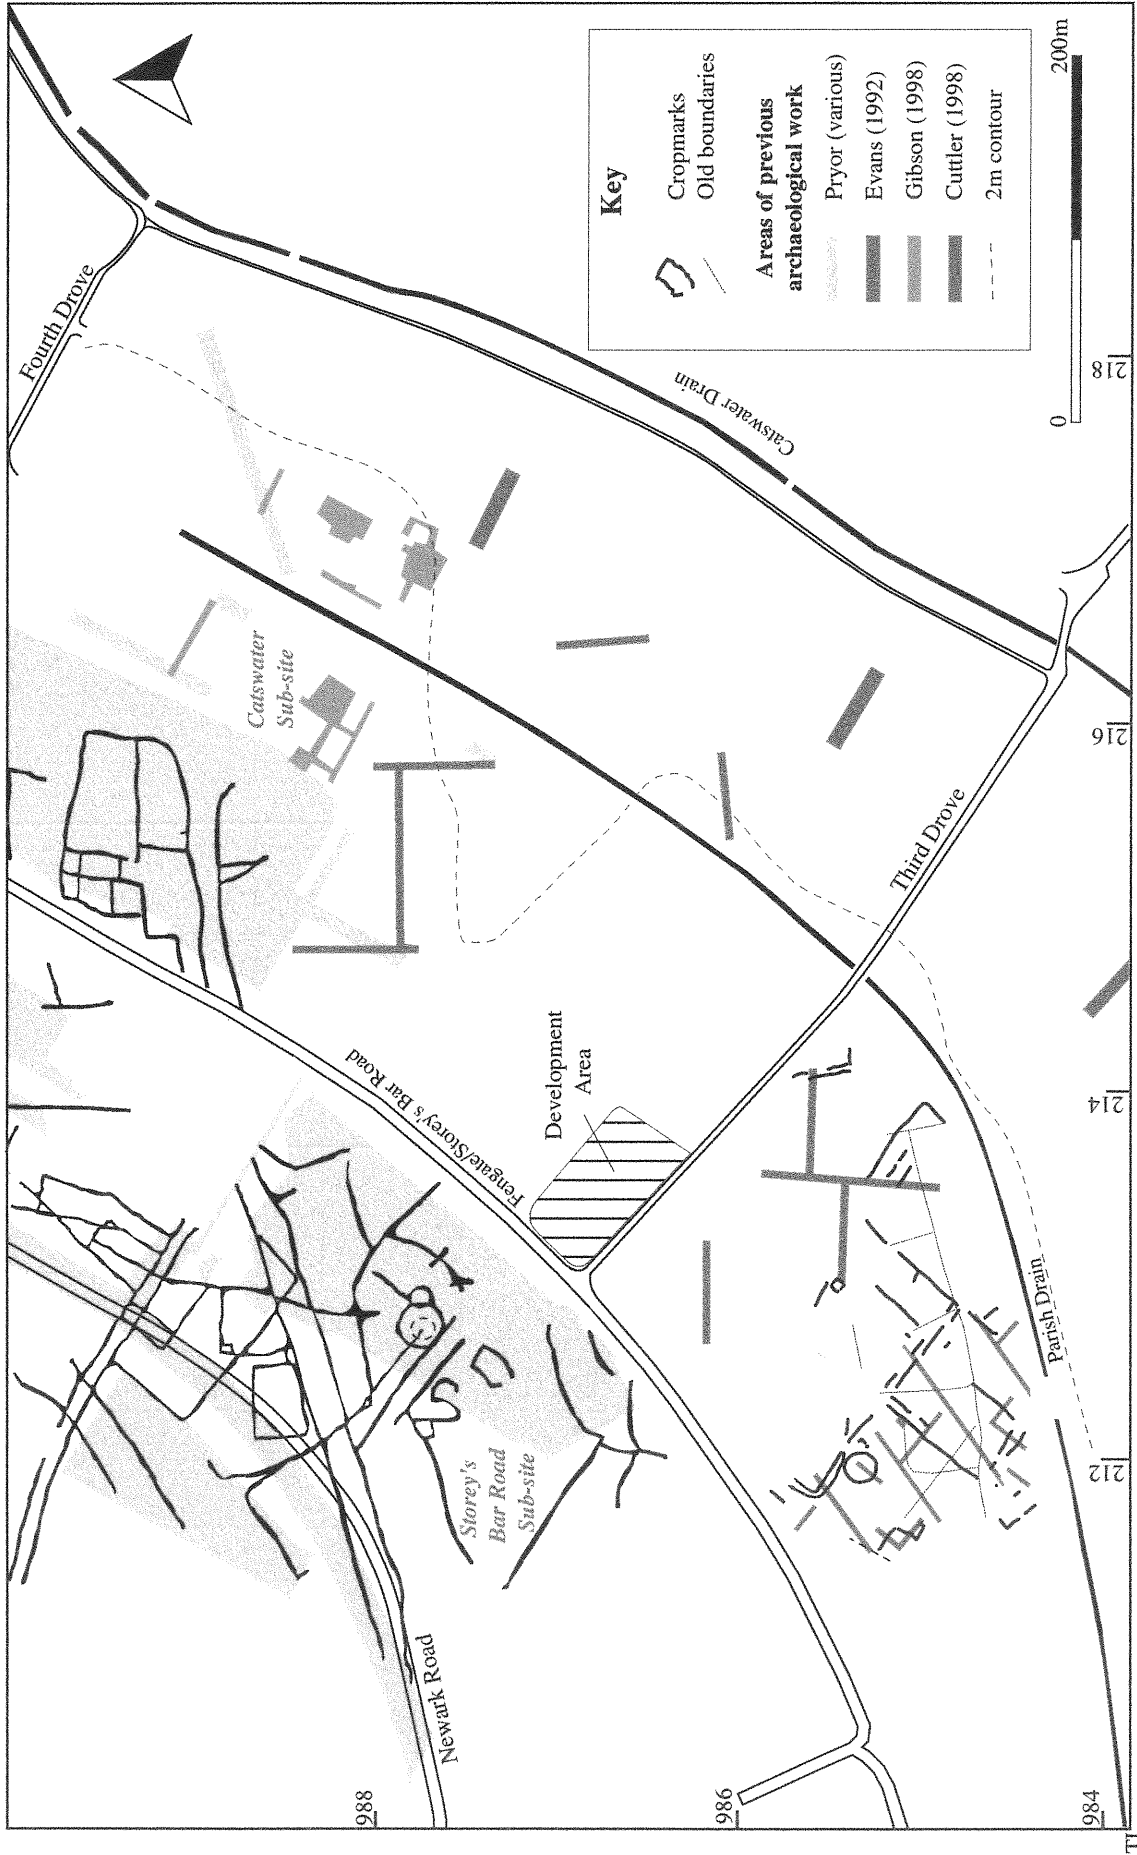 Fourth Drove
Catswater
Sub-site
Catswater Drain
Fengate/Storey's Bar Road
Development
Area
Third Drove
Storey's
Bar Road
Sub-site
Newark Road
Parish Drain
Key
Cropmarks
Old boundaries
Areas of previous
archaeological work
Pryor (various)
Evans (1992)
Gibson (1998)
Cuttler (1998)
2m contour
0
200m
988
986
984
212
214
216
218